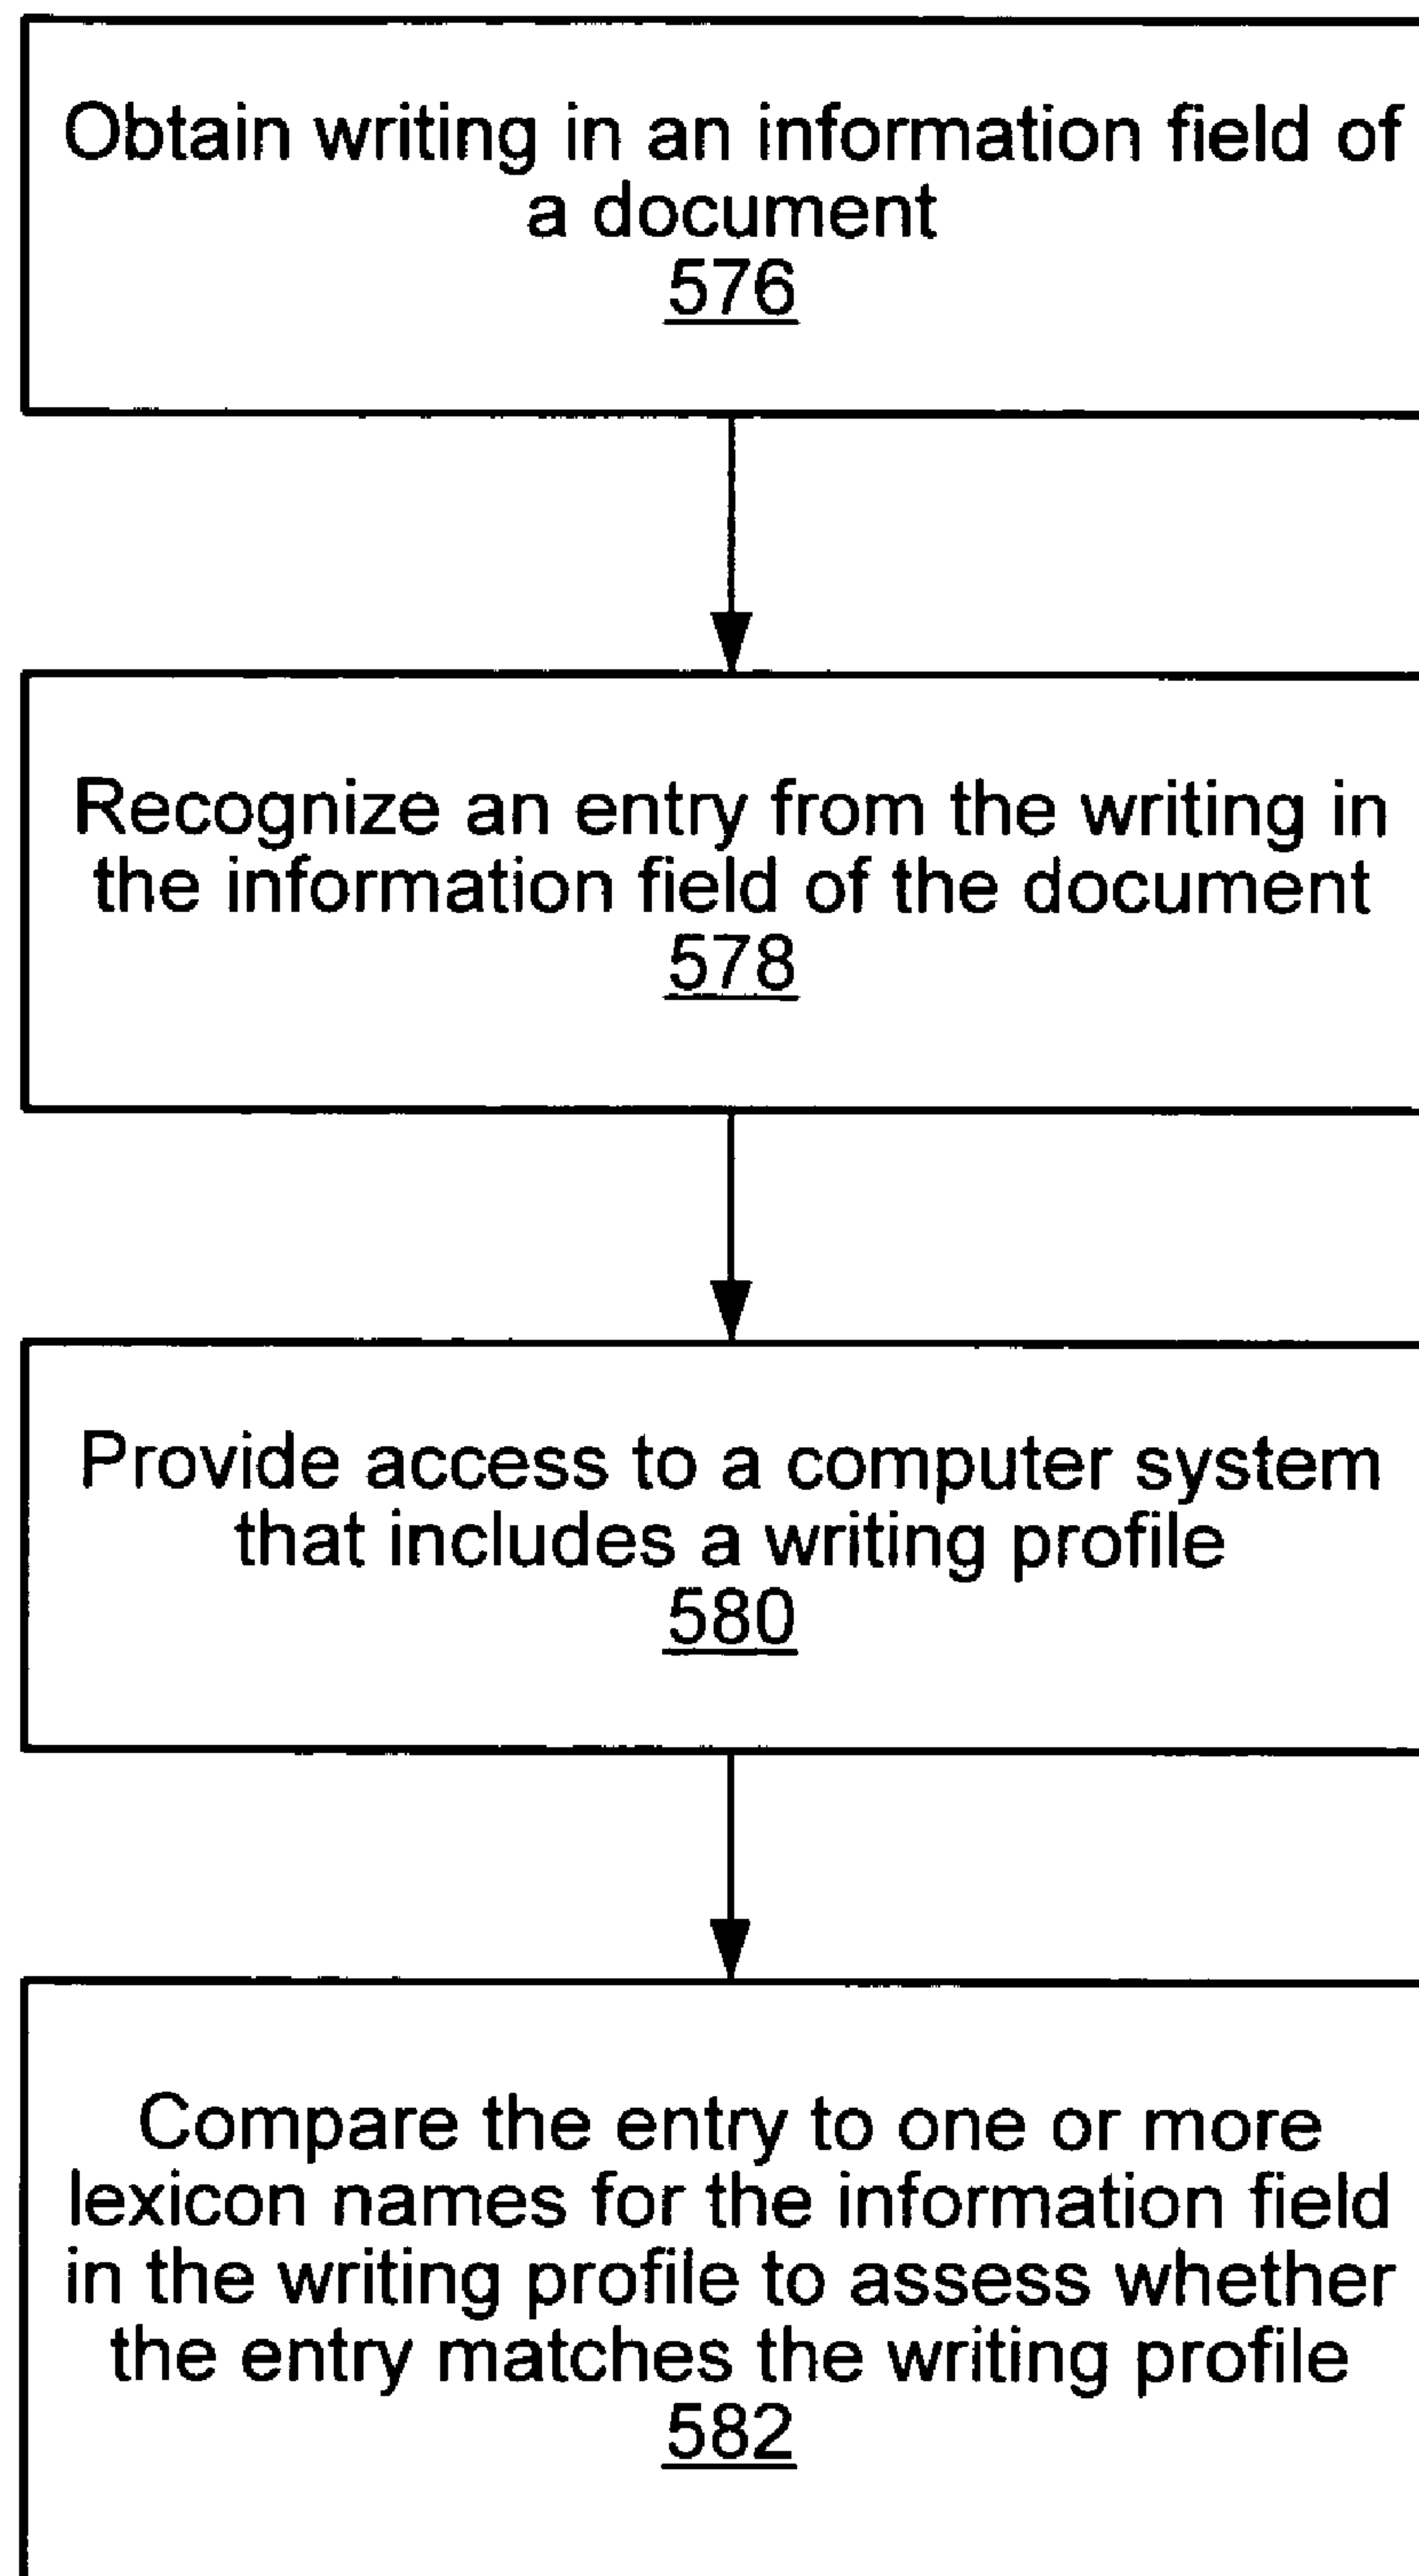 Obtain writing in an information field of
a document
576
Recognize an entry from the writing in
the information field of the document
578
Provide access to a computer system
that includes a writing profile
580
Compare the entry to one or more
lexicon names for the information field
in the writing profile to assess whether
the entry matches the writing profile
582